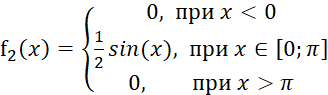 0, при x < 0
f₂(x) = { ½ sin(x), при x ∈ [0; π]
0, при x > π